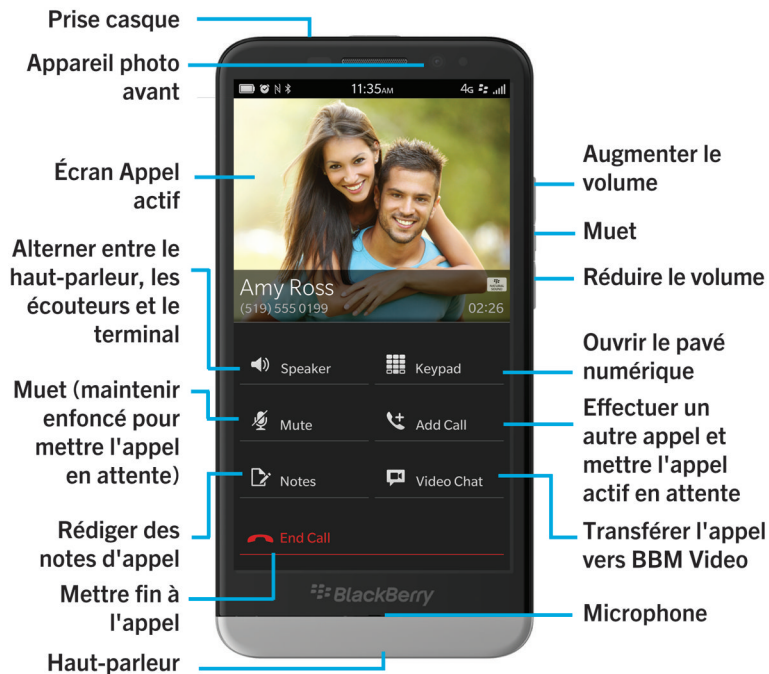 Prise casque
Appareil photo
avant
Écran Appel
actif
Alterner entre le
haut-parleur, les
écouteurs et le
terminal
Muet (maintenir
enfoncé pour
mettre l'appel
en attente)
Rédiger des
notes d'appel
Mettre fin à
l'appel
Haut-parleur
11:35AM
4G
Amy Ross
(519) 555 0199
02:26
Speaker
Keypad
Mute
Add Call
Notes
Video Chat
End Call
BlackBerry
Augmenter le
volume
Muet
Réduire le volume
Ouvrir le pavé
numérique
Effectuer un
autre appel et
mettre l'appel
actif en attente
Transférer l'appel
vers BBM Video
Microphone